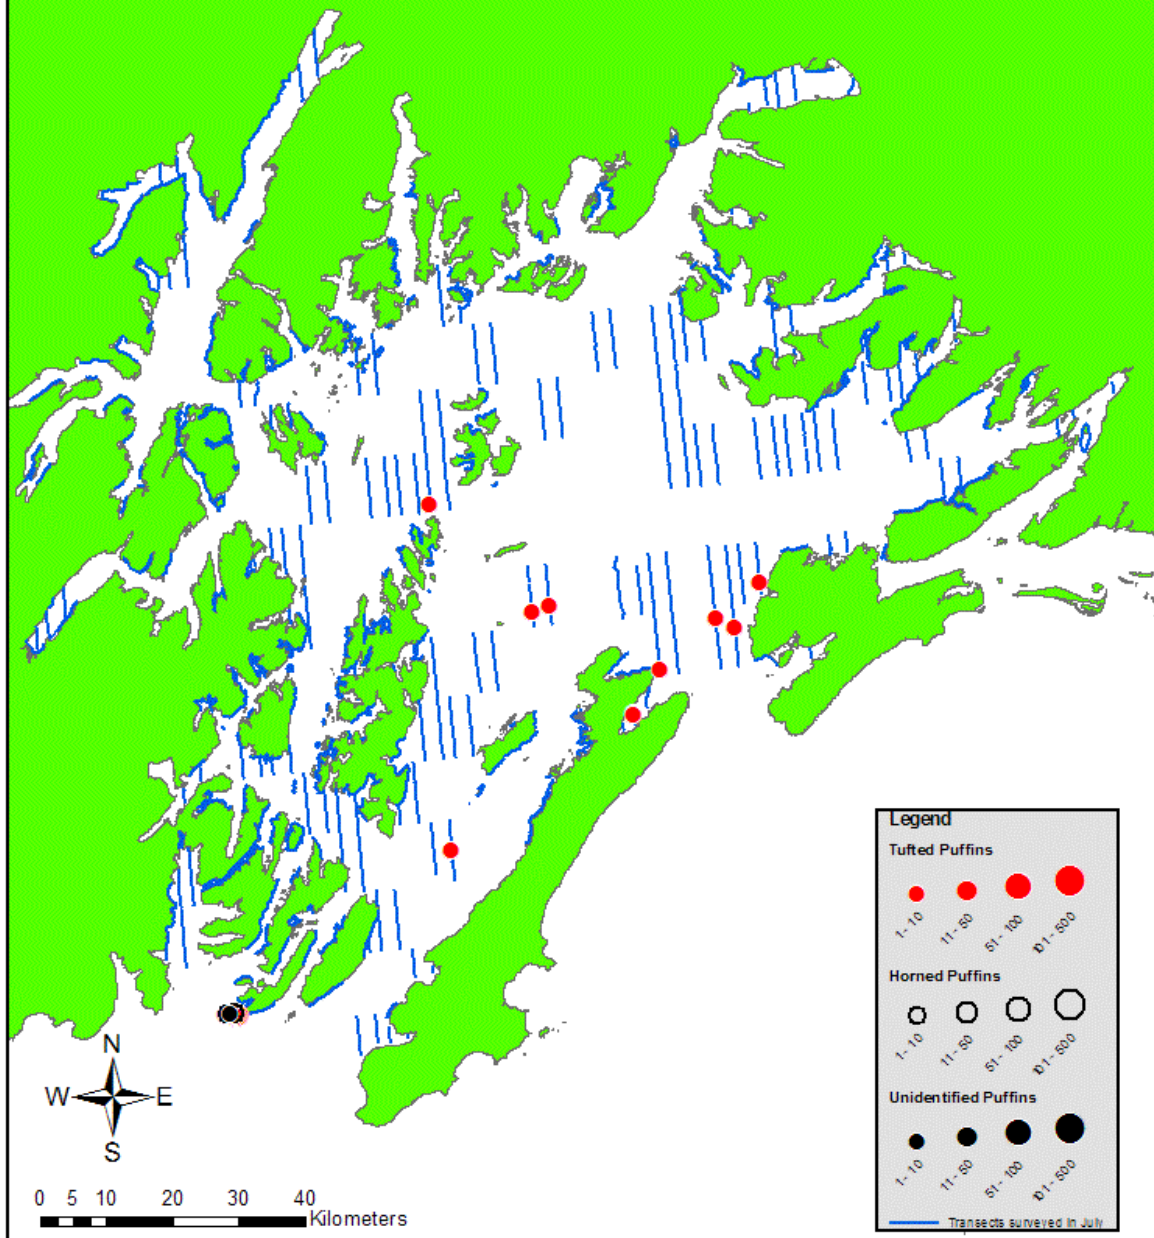 Legend
Tufted Puffins
1 - 10 11 - 50 51 - 100 101 - 500
Horned Puffins
1 - 10 11 - 50 51 - 100 101 - 500
Unidentified Puffins
1 - 10 11 - 50 51 - 100 101 - 500
Transects surveyed in July
N
W E
S
0 5 10 20 30 40
Kilometers